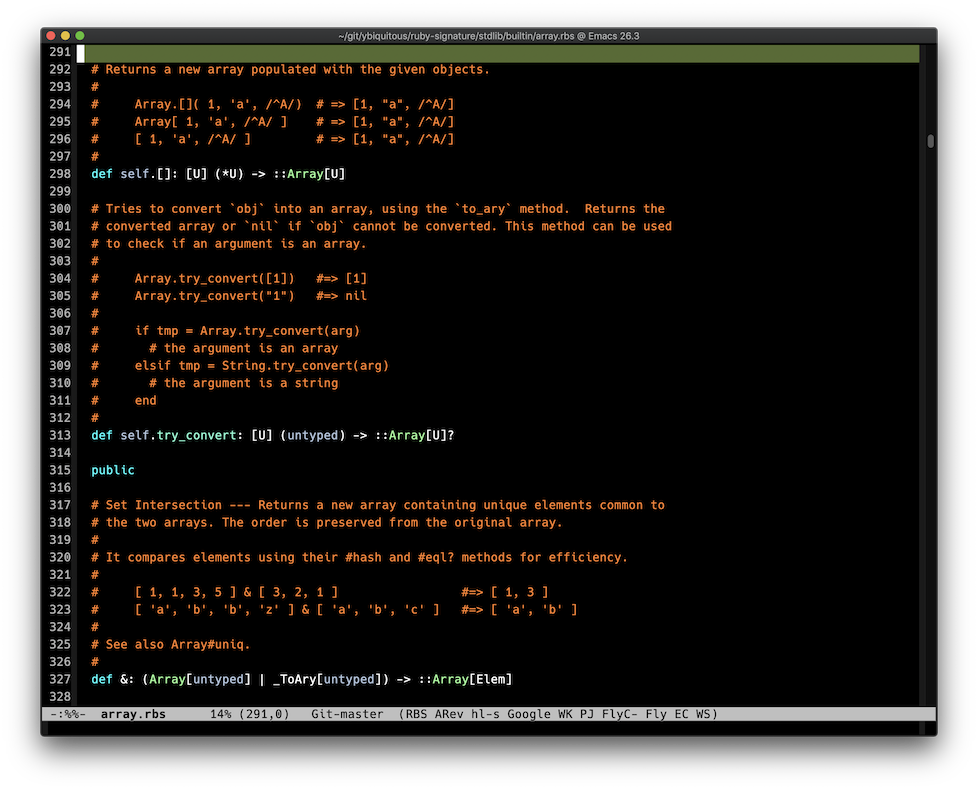 ~/git/ybiquitous/ruby-signature/stdlib/builtin/array.rbs @ Emacs 26.3
291
292 # Returns a new array populated with the given objects.
293 #
294 #     Array.[]( 1, 'a', /^A/)  # => [1, "a", /^A/]
295 #     Array[ 1, 'a', /^A/ ]    # => [1, "a", /^A/]
296 #     [ 1, 'a', /^A/ ]         # => [1, "a", /^A/]
297 #
298 def self.[]: [U] (*U) -> ::Array[U]
299
300 # Tries to convert `obj` into an array, using the `to_ary` method.  Returns the
301 # converted array or `nil` if `obj` cannot be converted. This method can be used
302 # to check if an argument is an array.
303 #
304 #     Array.try_convert([1])   #=> [1]
305 #     Array.try_convert("1")   #=> nil
306 #
307 #     if tmp = Array.try_convert(arg)
308 #       # the argument is an array
309 #     elsif tmp = String.try_convert(arg)
310 #       # the argument is a string
311 #     end
312 #
313 def self.try_convert: [U] (untyped) -> ::Array[U]?
314
315 public
316
317 # Set Intersection --- Returns a new array containing unique elements common to
318 # the two arrays. The order is preserved from the original array.
319 #
320 # It compares elements using their #hash and #eql? methods for efficiency.
321 #
322 #     [ 1, 1, 3, 5 ] & [ 3, 2, 1 ]                 #=> [ 1, 3 ]
323 #     [ 'a', 'b', 'b', 'z' ] & [ 'a', 'b', 'c' ]   #=> [ 'a', 'b' ]
324 #
325 # See also Array#uniq.
326 #
327 def &: (Array[untyped] | _ToAry[untyped]) -> ::Array[Elem]
328
-:%%-  array.rbs      14% (291,0)   Git-master  (RBS ARev hl-s Google WK PJ FlyC- Fly EC WS)